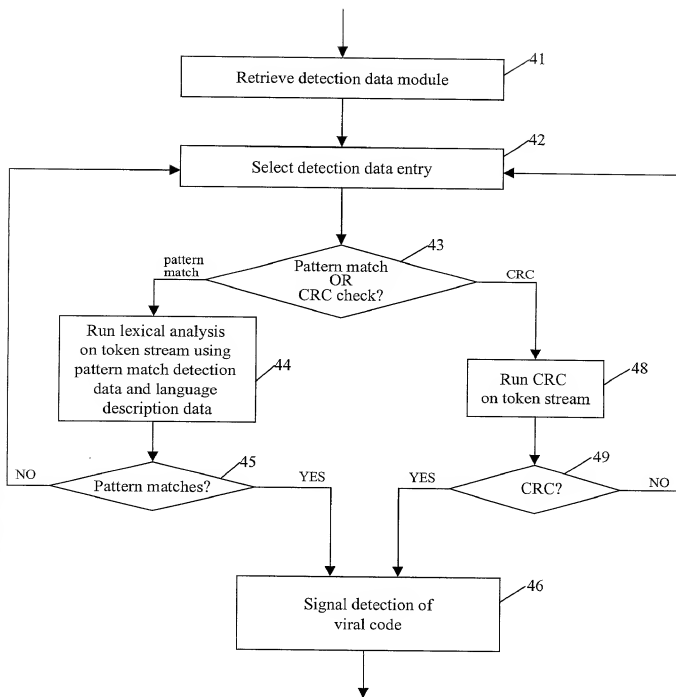 41
Retrieve detection data module
42
Select detection data entry
43
pattern
match
Pattern match
OR
CRC check?
CRC
Run lexical analysis
on token stream using
pattern match detection
data and language
description data
44
Run CRC
on token stream
48
45
49
NO
Pattern matches?
YES
YES
CRC?
NO
46
Signal detection of
viral code